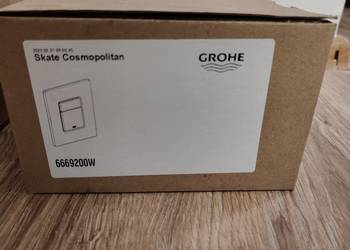 Skate Cosmopolitan
GROHE
6669200W